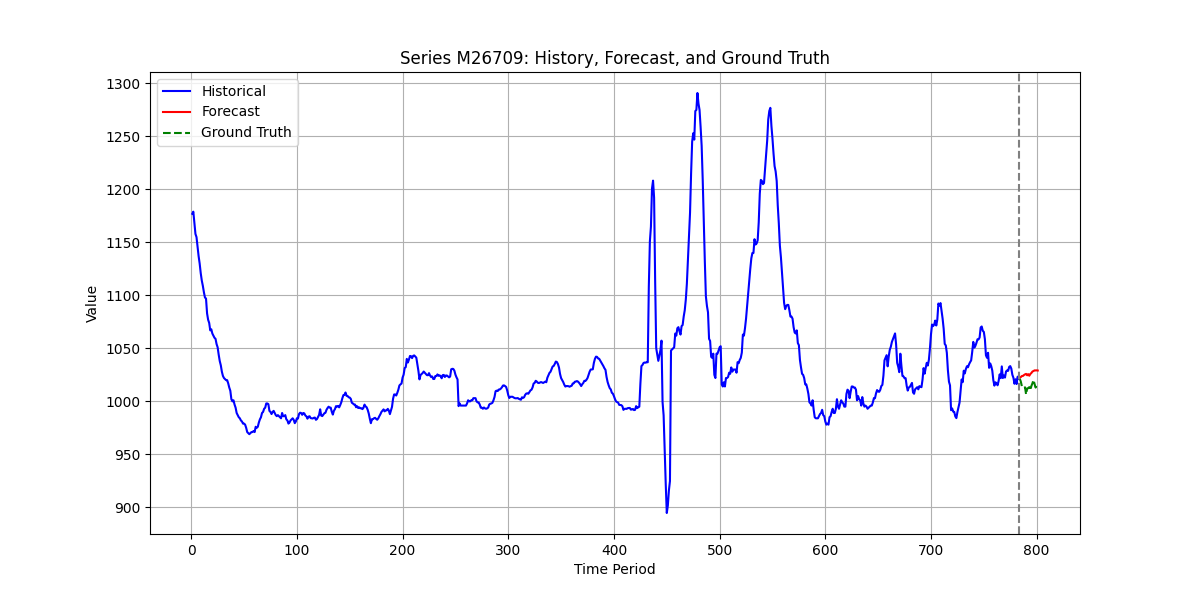 Series M26709: History, Forecast, and Ground Truth
Historical
Forecast
Ground Truth
Value
1300
1250
1200
1150
1100
1050
1000
950
900
0 100 200 300 400 500 600 700 800
Time Period